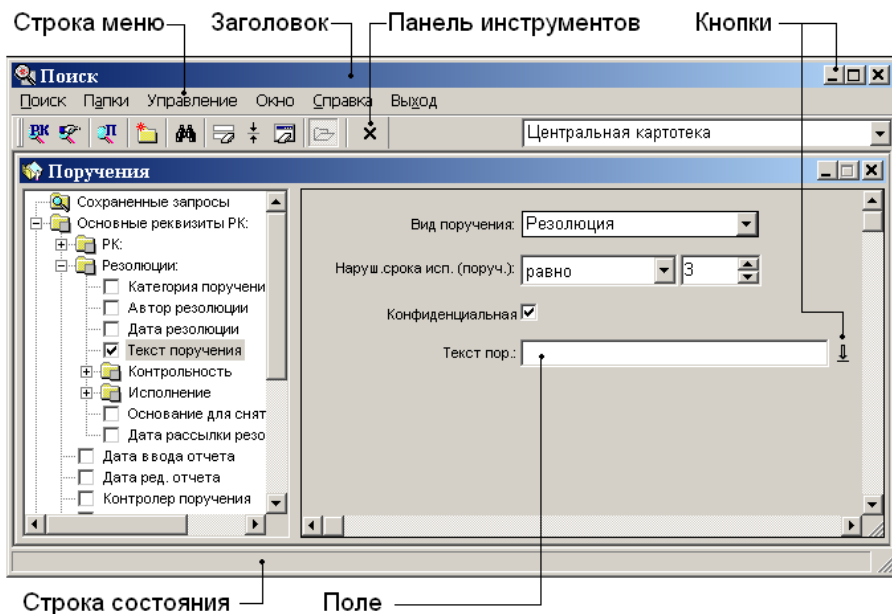 Строка меню Заголовок Панель инструментов Кнопки
Поиск
Поиск Папки Управление Окно Справка Выход
РК П Центральная картотека
Поручения
Сохраненные запросы
Основные реквизиты РК:
РК:
Резолюции:
Категория поручени
Автор резолюции
Дата резолюции
Текст поручения
Контрольность
Исполнение
Основание для снят
Дата рассылки резо
Дата ввода отчета
Дата ред. отчета
Контролер поручения
Вид поручения: Резолюция
Наруш.срока исп. (поруч.): равно 3
Конфиденциальная
Текст пор.:
Строка состояния Поле